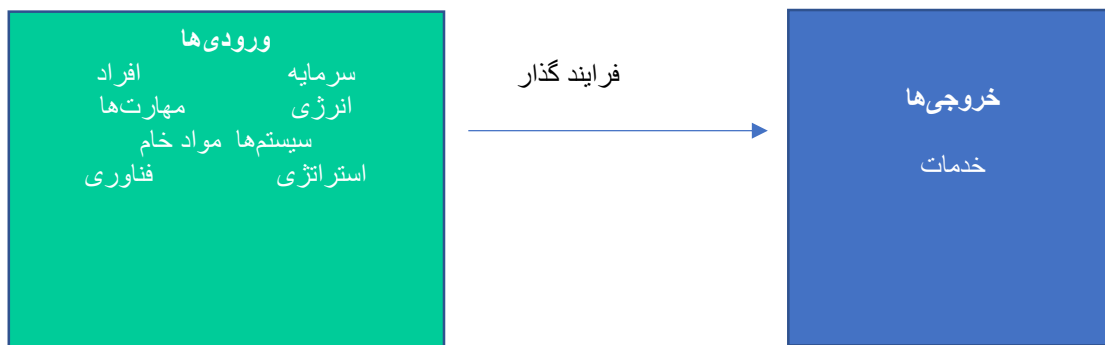 ورودی‌ها
سرمایه افراد
انرژی مهارت‌ها
سیستم‌ها مواد خام
استراتژی فناوری
فرایند گذار
خروجی‌ها
خدمات